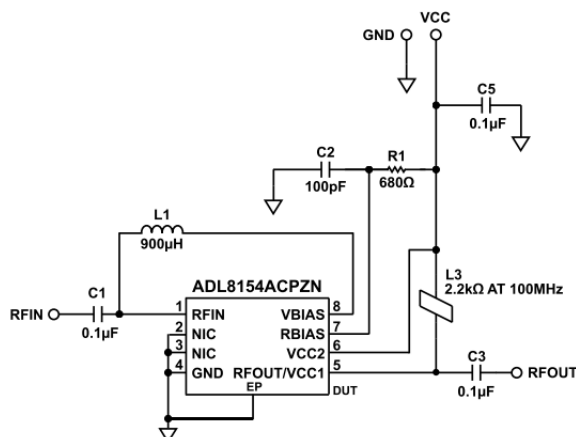 VCC
GND
C5
0.1µF
C2
100pF
R1
680Ω
L1
900µH
ADL8154ACPZN
L3
2.2kΩ AT 100MHz
RFIN
C1
0.1µF
1 RFIN VBIAS 8
2 NIC RBIAS 7
3 NIC VCC2 6
4 GND RFOUT/VCC1 5
EP
DUT
C3
0.1µF
RFOUT